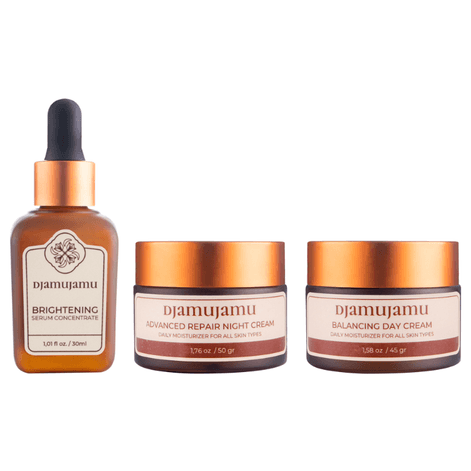 Djamujamu
BRIGHTENING
SERUM CONCENTRATE
1,01 fl. oz. / 30ml
Djamujamu
ADVANCED REPAIR NIGHT CREAM
DAILY MOISTURIZER FOR ALL SKIN TYPES
1,76 oz / 50 gr
Djamujamu
BALANCING DAY CREAM
DAILY MOISTURIZER FOR ALL SKIN TYPES
1,58 oz / 45 gr